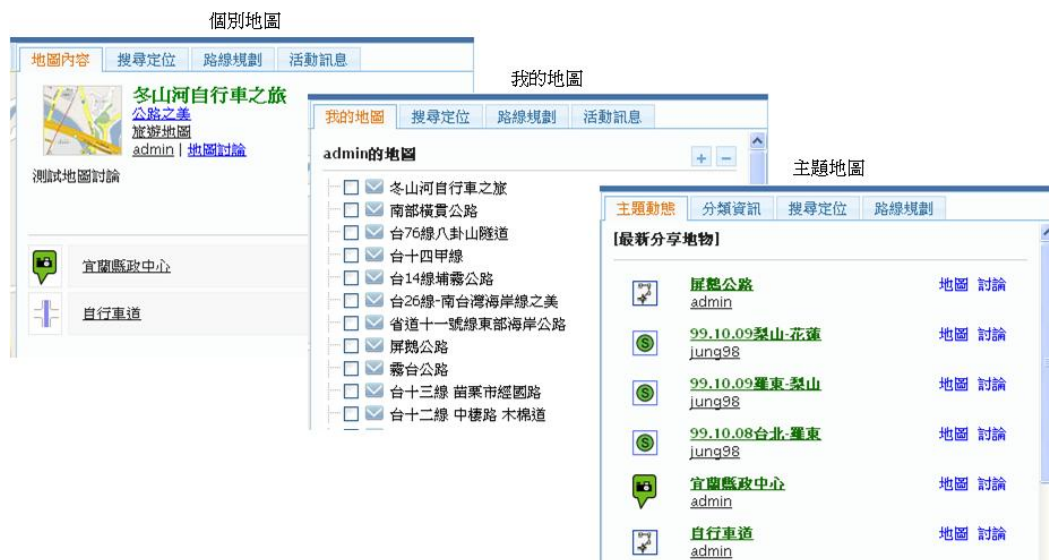 個別地圖
地圖內容 搜尋定位 路線規劃 活動訊息
冬山河自行車之旅
公路之美
旅遊地圖
admin | 地圖討論
測試地圖討論
宜蘭縣政中心
自行車道
我的地圖
我的地圖 搜尋定位 路線規劃 活動訊息
admin的地圖
冬山河自行車之旅
南部橫貫公路
台76線八卦山隧道
台十四甲線
台14線埔霧公路
台26線-南台灣海岸線之美
省道十一號線東部海岸公路
屏鵝公路
霧台公路
台十三線 苗栗市經國路
台十二線 中棲路 木棉道
主題地圖
主題動態 分類資訊 搜尋定位 路線規劃
[最新分享地物]
屏鵝公路 地圖 討論
admin
99.10.09梨山-花蓮 地圖 討論
jung98
99.10.09羅東-梨山 地圖 討論
jung98
99.10.08台北-羅東 地圖 討論
jung98
宜蘭縣政中心 地圖 討論
admin
自行車道 地圖 討論
admin